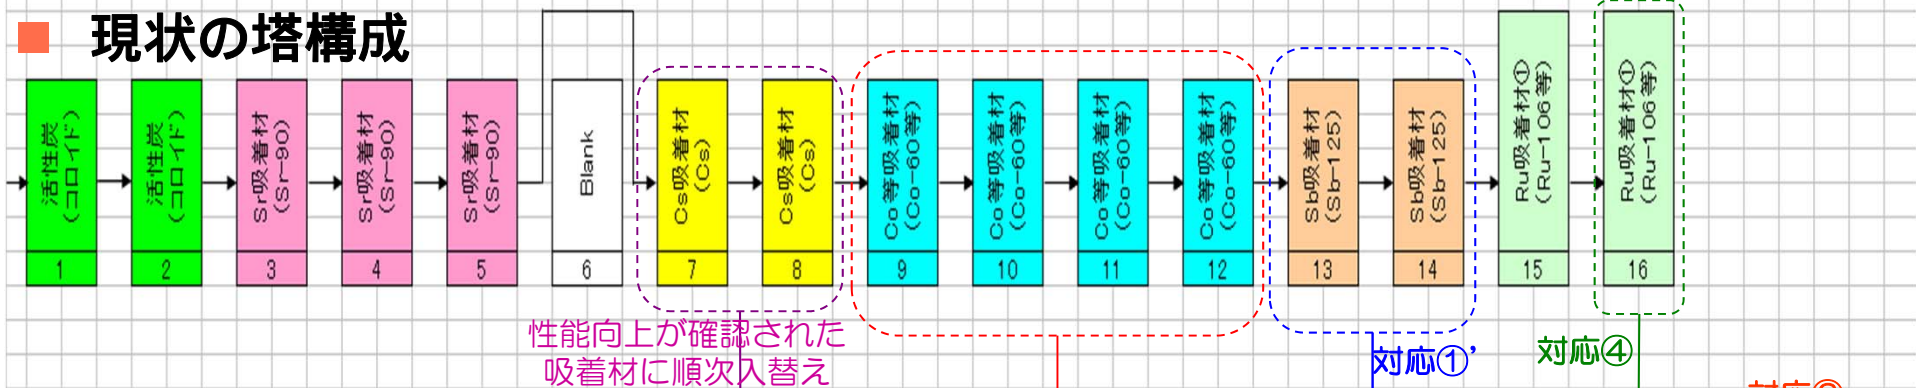 ■ 現状の塔構成
活性炭
(コロイド)
1
活性炭
(コロイド)
2
Sr吸着材
(Sr-90)
3
Sr吸着材
(Sr-90)
4
Sr吸着材
(Sr-90)
5
Blank
6
Cs吸着材
(Cs)
7
Cs吸着材
(Cs)
8
Co等吸着材
(Co-60等)
9
Co等吸着材
(Co-60等)
10
Co等吸着材
(Co-60等)
11
Co等吸着材
(Co-60等)
12
Sb吸着材
(Sb-125)
13
Sb吸着材
(Sb-125)
14
Ru吸着材①
(Ru-106等)
15
Ru吸着材①
(Ru-106等)
16
性能向上が確認された
吸着材に順次入替え
対応①’
対応④